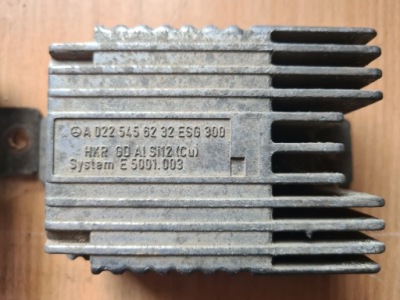 A 022 545 62 32 ESG 300
HKR GD Al Si12 (Cu)
System E 5001.003